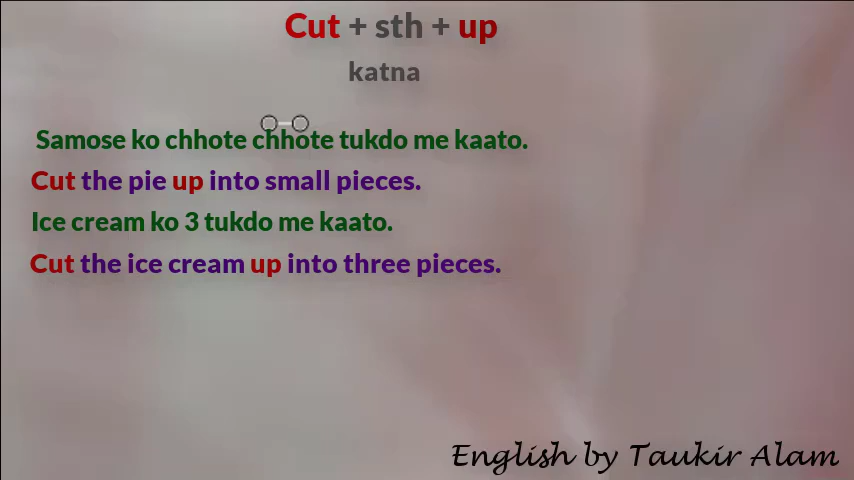 Cut + sth + up
katna
Samose ko chhote chhote tukdo me kaato.
Cut the pie up into small pieces.
Ice cream ko 3 tukdo me kaato.
Cut the ice cream up into three pieces.
English by Taukir Alam